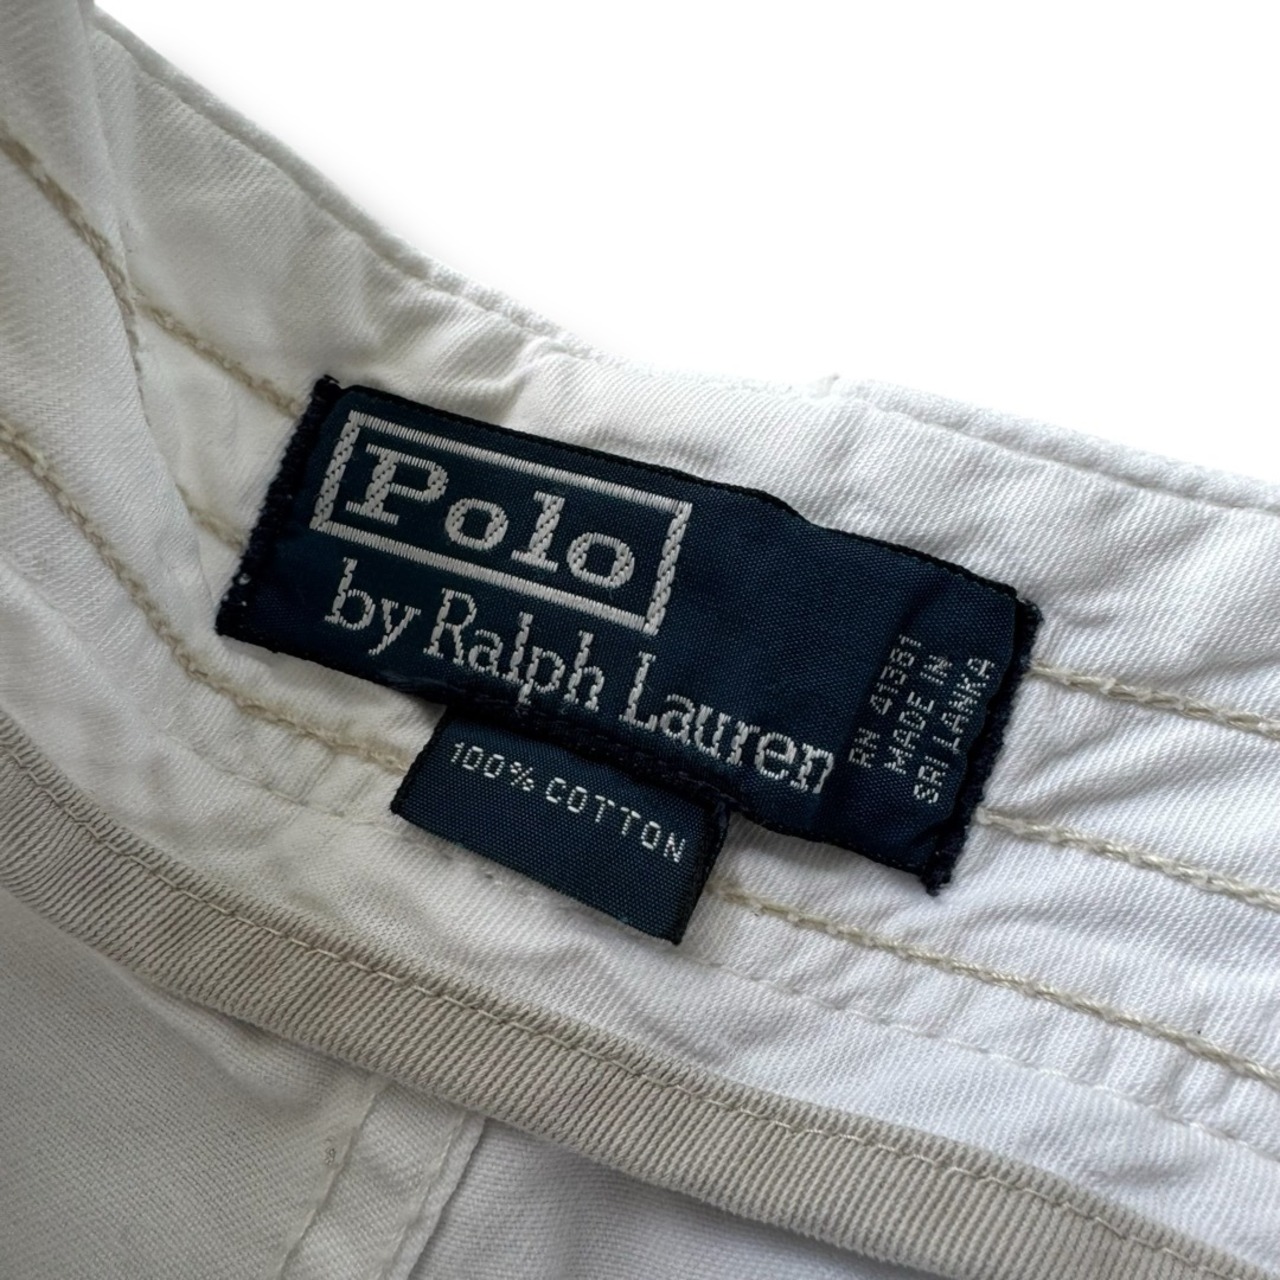 Polo
by Ralph Lauren
RN 41381
MADE IN
SRI LANKA
100% COTTON